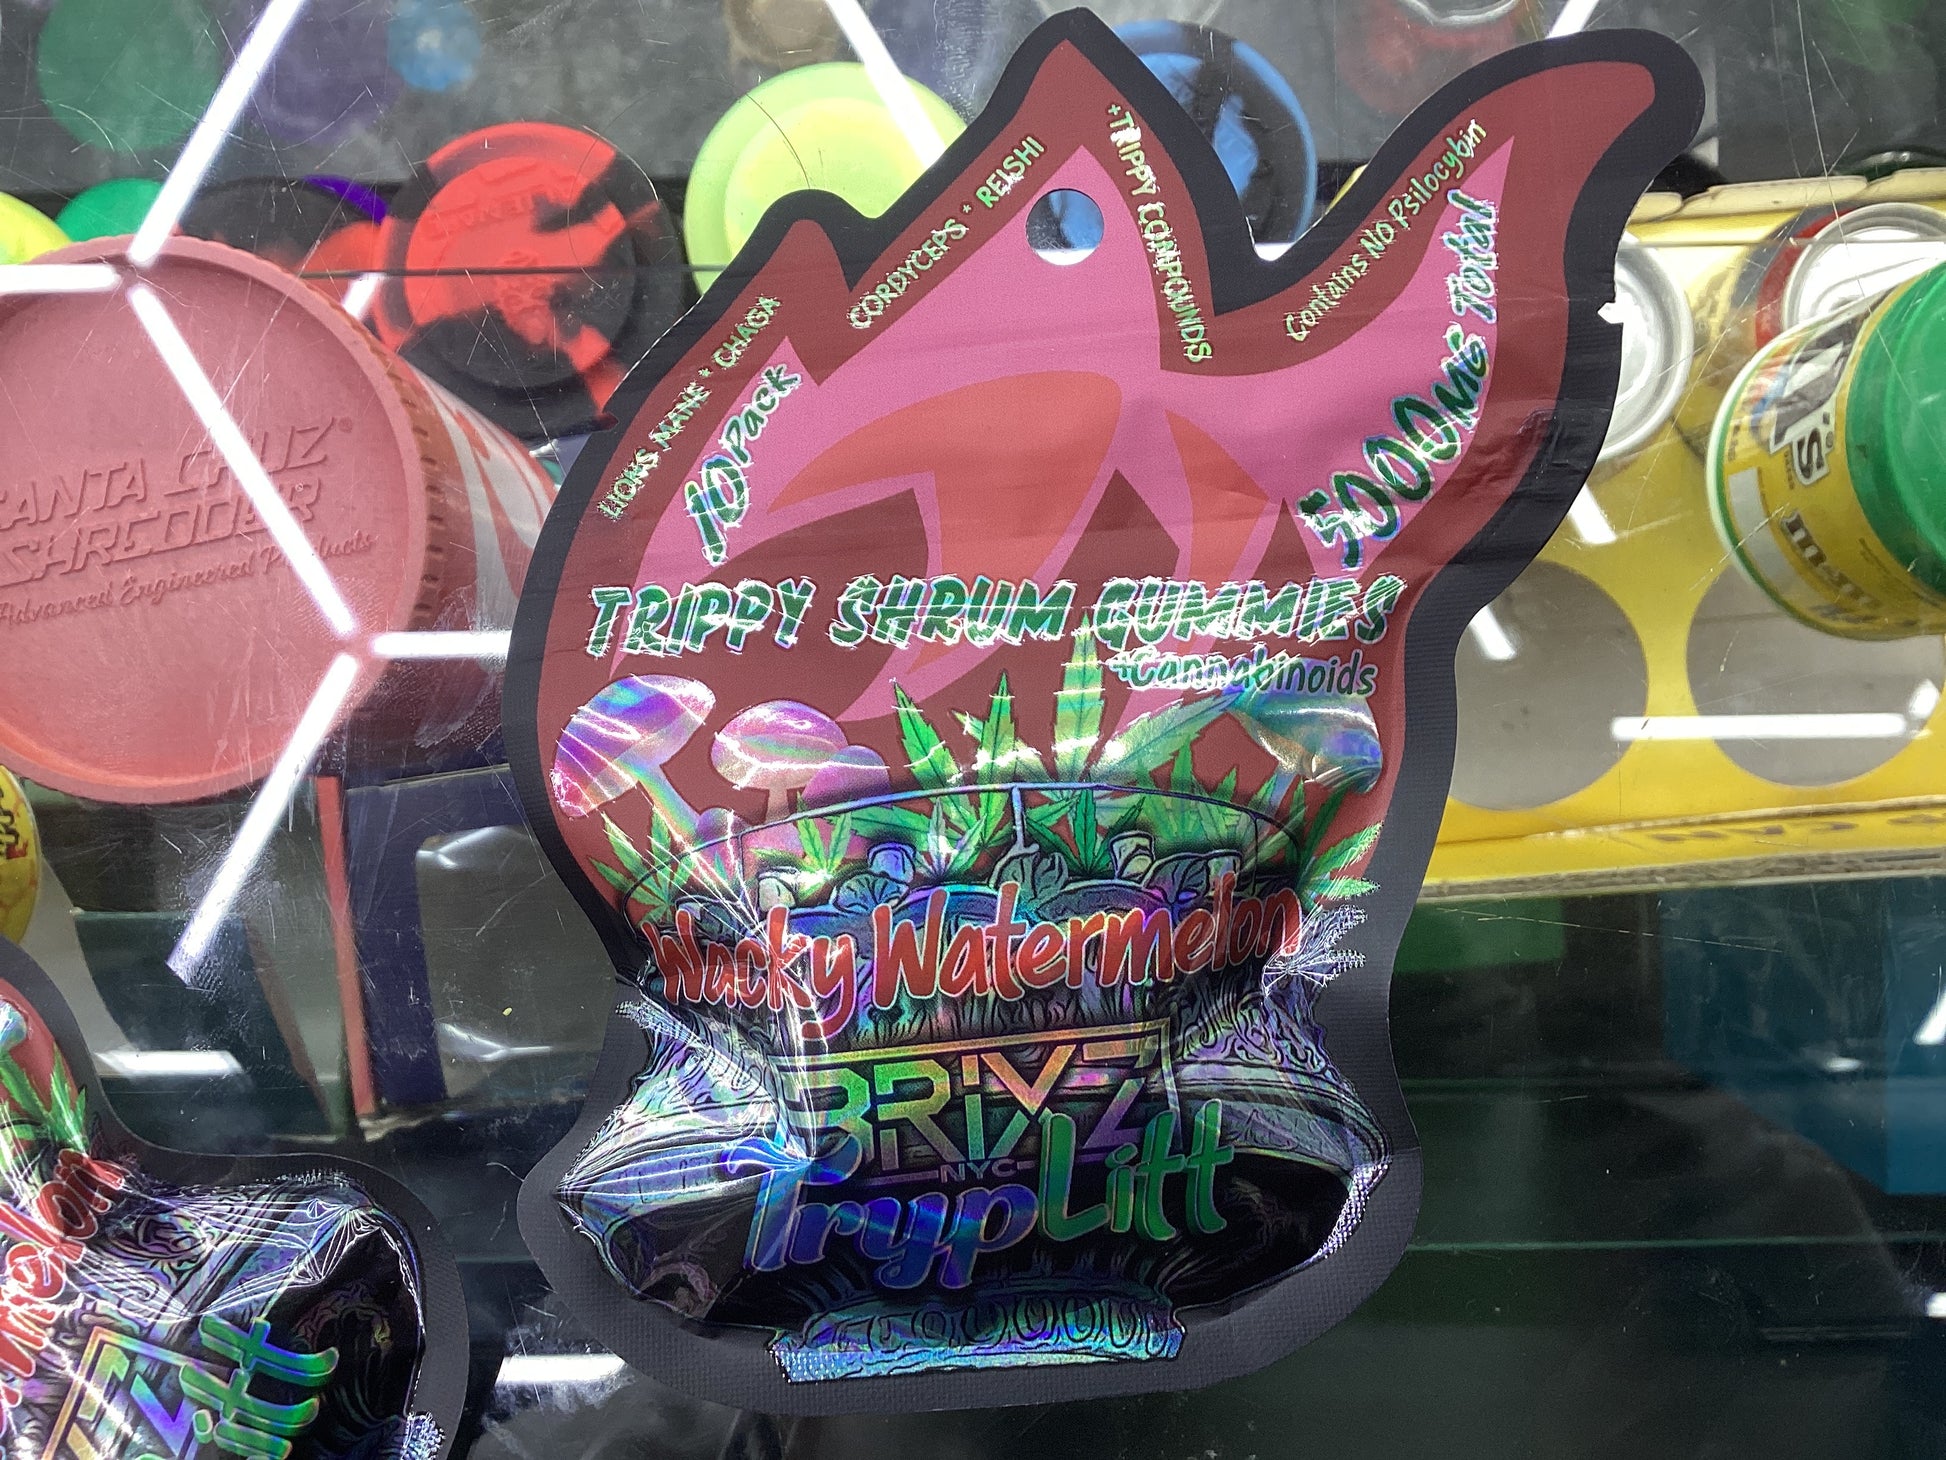 LIONS MANE * CHAGA
CORDYCEPS * REISHI
+TRIPPY COMPOUNDS
Contains No Psilocybin
10 Pack
5000MG Total
TRIPPY SHRUM GUMMIES
+Cannabinoids
Wacky Watermelon
BRIXZ
NYC
TrypLitt
SANTA CRUZ®
SHREDDER
Advanced Engineered Products